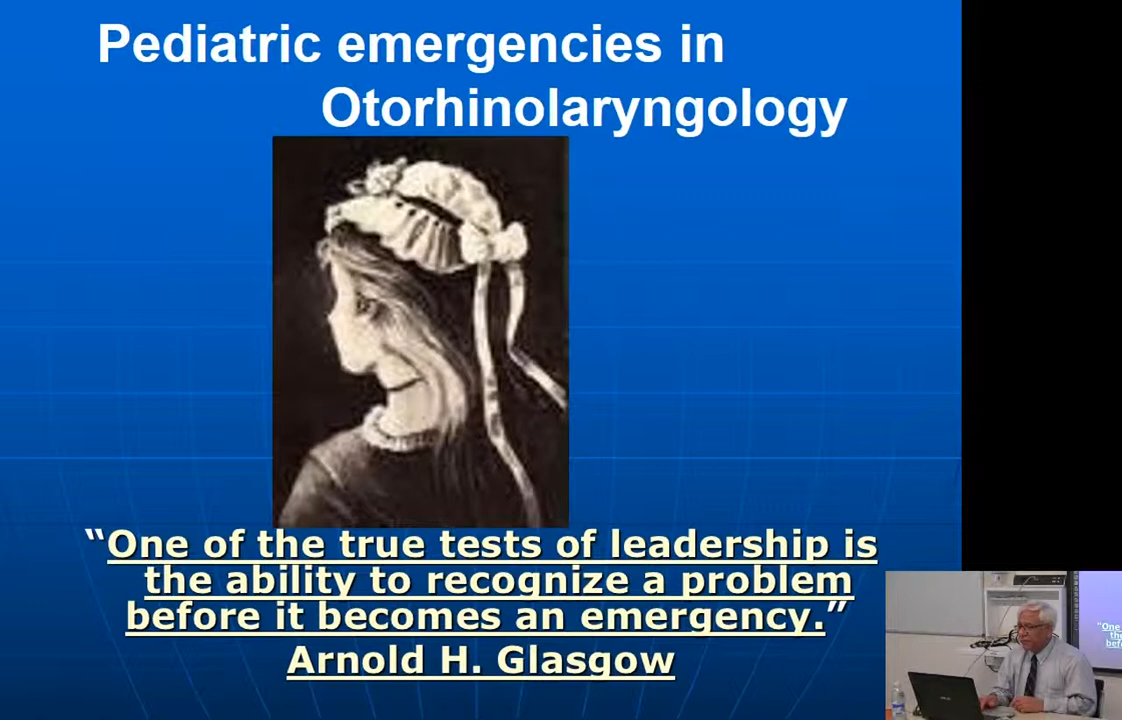 Pediatric emergencies in
Otorhinolaryngology
“One of the true tests of leadership is
the ability to recognize a problem
before it becomes an emergency.”
Arnold H. Glasgow